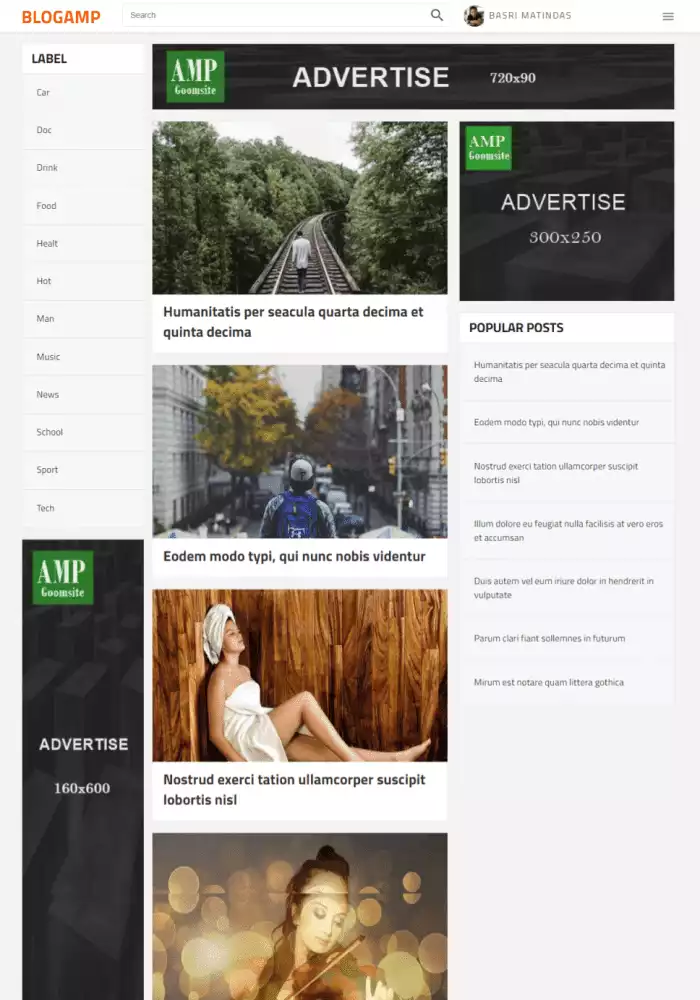 BLOGAMP
Search
BASRI MATINDAS
LABEL
Car
Doc
Drink
Food
Healt
Hot
Man
Music
News
School
Sport
Tech
AMP
Goomsite
ADVERTISE
160x600
AMP
Goomsite
ADVERTISE
720x90
Humanitatis per seacula quarta decima et
quinta decima
Eodem modo typi, qui nunc nobis videntur
Nostrud exerci tation ullamcorper suscipit
lobortis nisl
AMP
Goomsite
ADVERTISE
300x250
POPULAR POSTS
Humanitatis per seacula quarta decima et quinta
decima
Eodem modo typi, qui nunc nobis videntur
Nostrud exerci tation ullamcorper suscipit
lobortis nisl
Illum dolore eu feugiat nulla facilisis at vero eros
et accumsan
Duis autem vel eum iriure dolor in hendrerit in
vulputate
Parum clari fiant sollemnes in futurum
Mirum est notare quam littera gothica